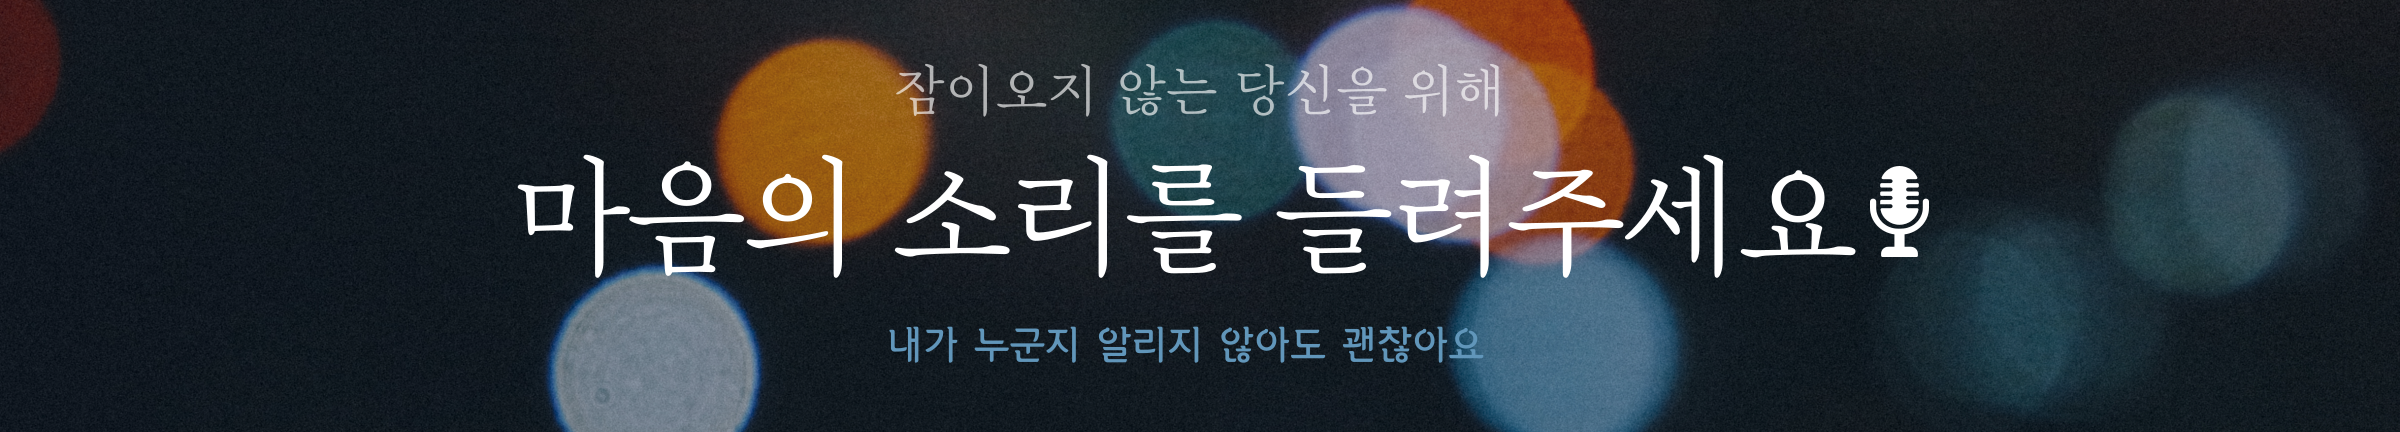 잠이오지 않는 당신을 위해
마음의 소리를 들려주세요
내가 누군지 알리지 않아도 괜찮아요